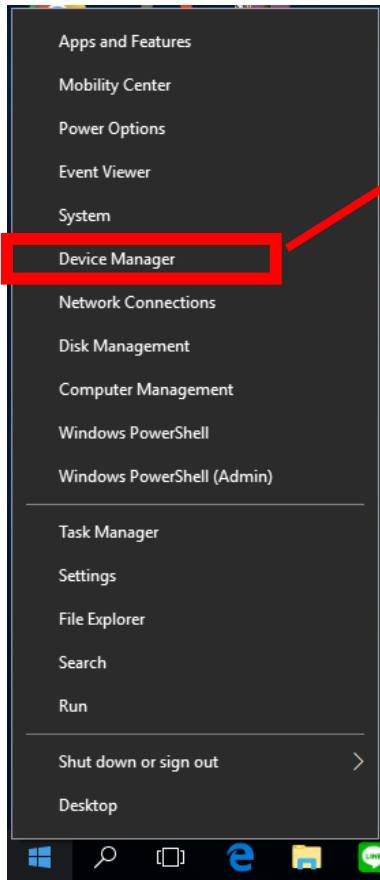 Apps and Features
Mobility Center
Power Options
Event Viewer
System
Device Manager
Network Connections
Disk Management
Computer Management
Windows PowerShell
Windows PowerShell (Admin)
Task Manager
Settings
File Explorer
Search
Run
Shut down or sign out
Desktop
LINE